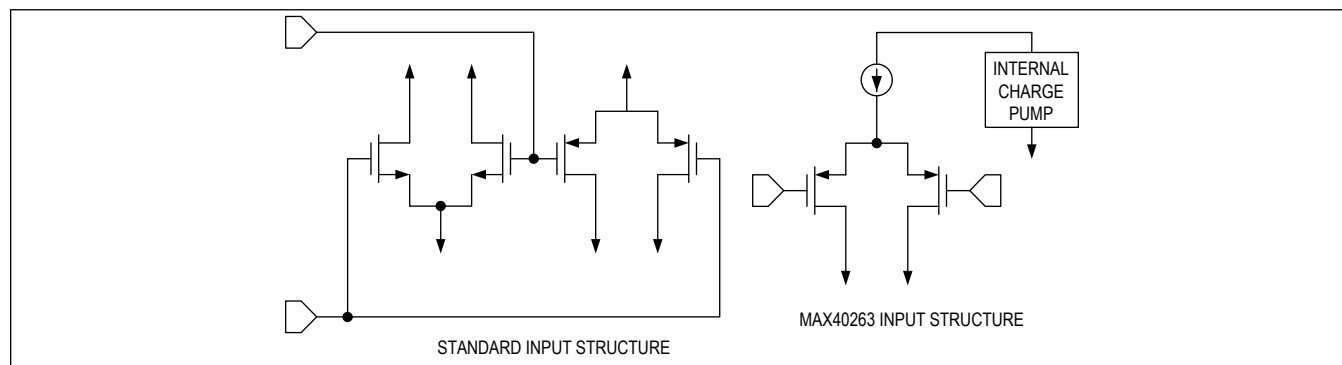 INTERNAL
CHARGE
PUMP
MAX40263 INPUT STRUCTURE
STANDARD INPUT STRUCTURE